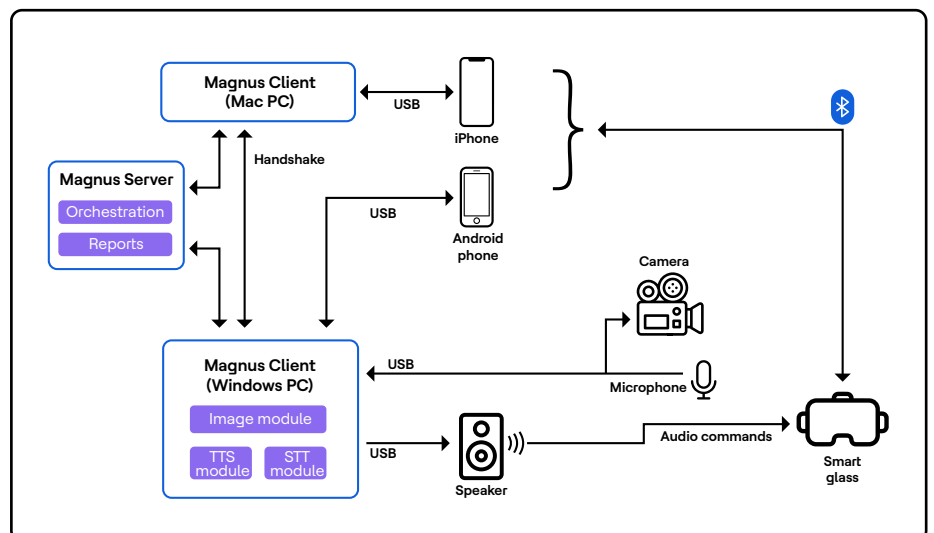 Magnus Client
(Mac PC)
USB
iPhone
Handshake
Magnus Server
Orchestration
Reports
USB
Android
phone
Camera
Magnus Client
(Windows PC)
Image module
TTS
module
STT
module
USB
Microphone
USB
Speaker
Audio commands
Smart
glass